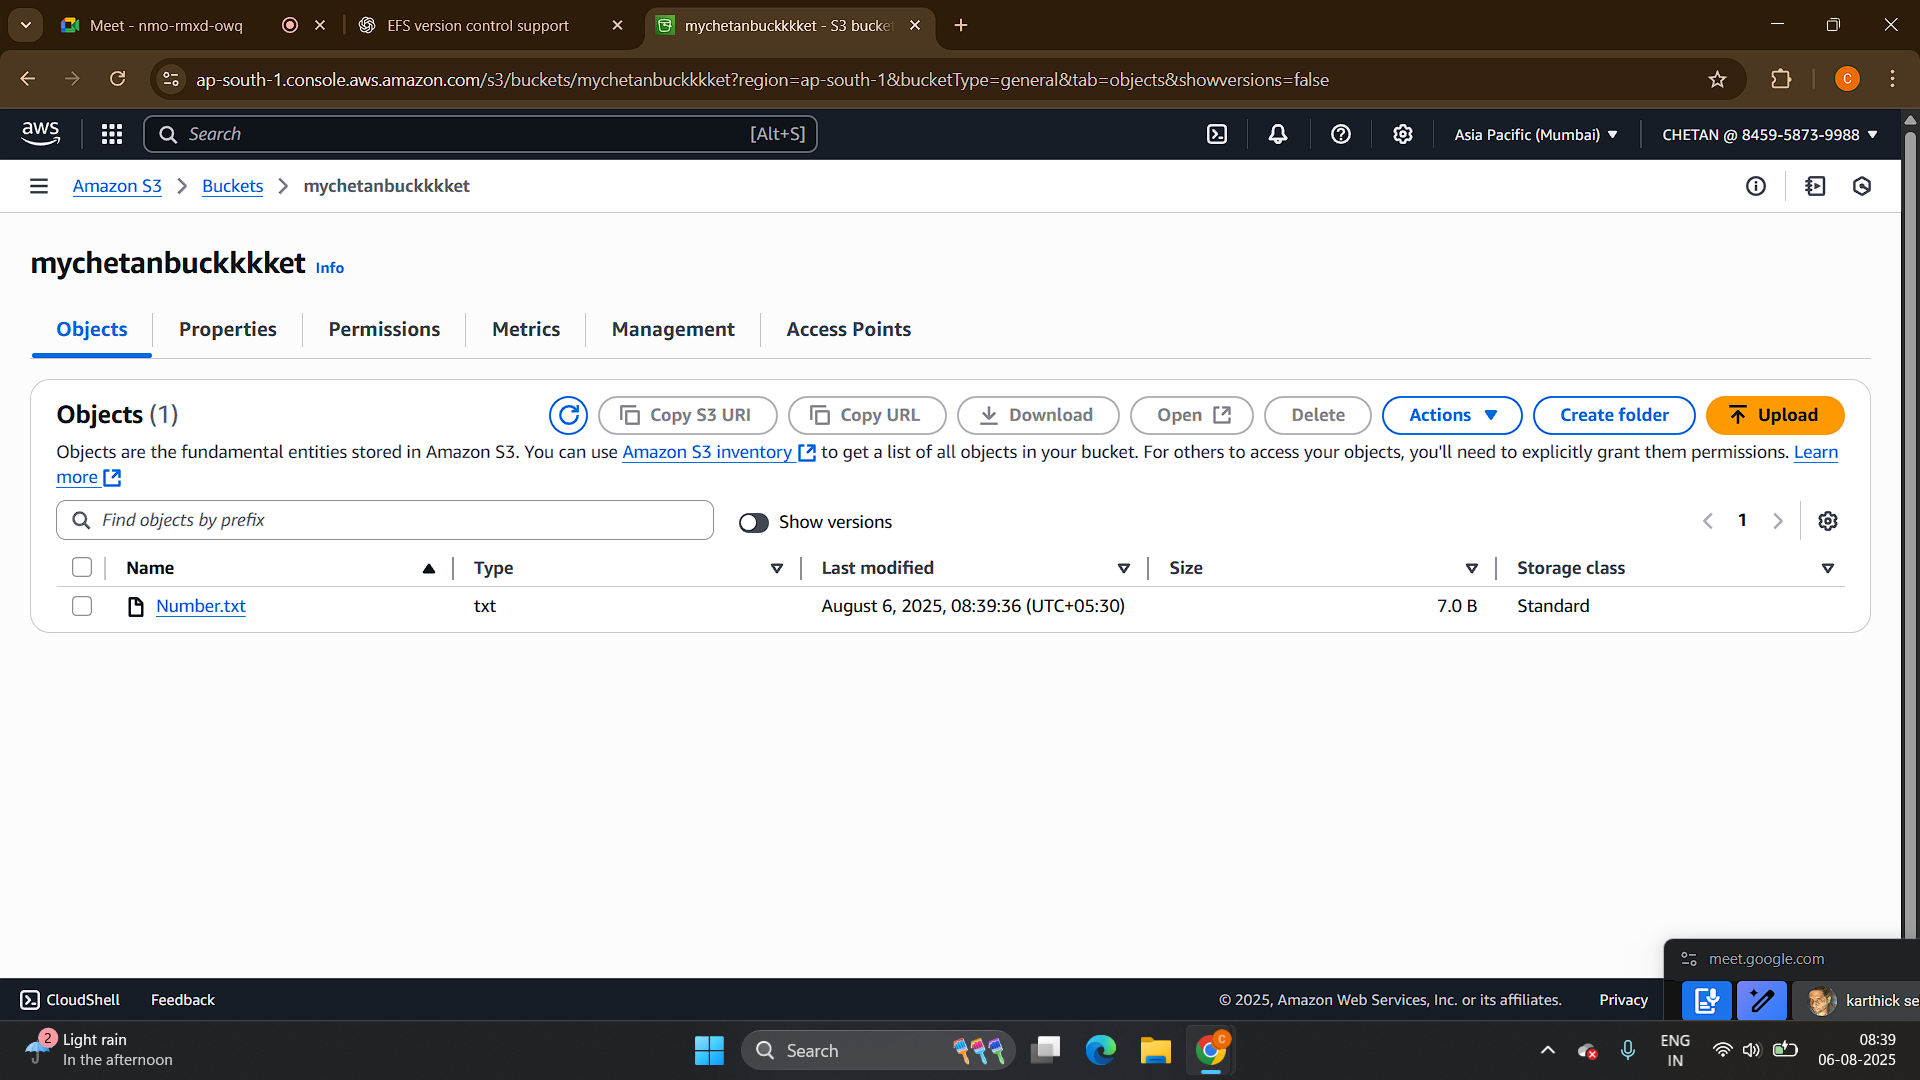 Meet - nmo-rmxd-owq
EFS version control support
mychetanbuckkkket - S3 bucket
ap-south-1.console.aws.amazon.com/s3/buckets/mychetanbuckkkket?region=ap-south-1&bucketType=general&tab=objects&showversions=false
C
aws
Search
[Alt+S]
Asia Pacific (Mumbai)
CHETAN @ 8459-5873-9988
Amazon S3 > Buckets > mychetanbuckkkket
mychetanbuckkkket Info
Objects Properties Permissions Metrics Management Access Points
Objects (1)
Copy S3 URI Copy URL Download Open Delete Actions Create folder Upload
Objects are the fundamental entities stored in Amazon S3. You can use Amazon S3 inventory to get a list of all objects in your bucket. For others to access your objects, you'll need to explicitly grant them permissions. Learn
more
Find objects by prefix
Show versions
1
Name Type Last modified Size Storage class
Number.txt txt August 6, 2025, 08:39:36 (UTC+05:30) 7.0 B Standard
meet.google.com
karthick se
CloudShell Feedback
© 2025, Amazon Web Services, Inc. or its affiliates. Privacy
2
Light rain
In the afternoon
Search
C
ENG
IN
08:39
06-08-2025